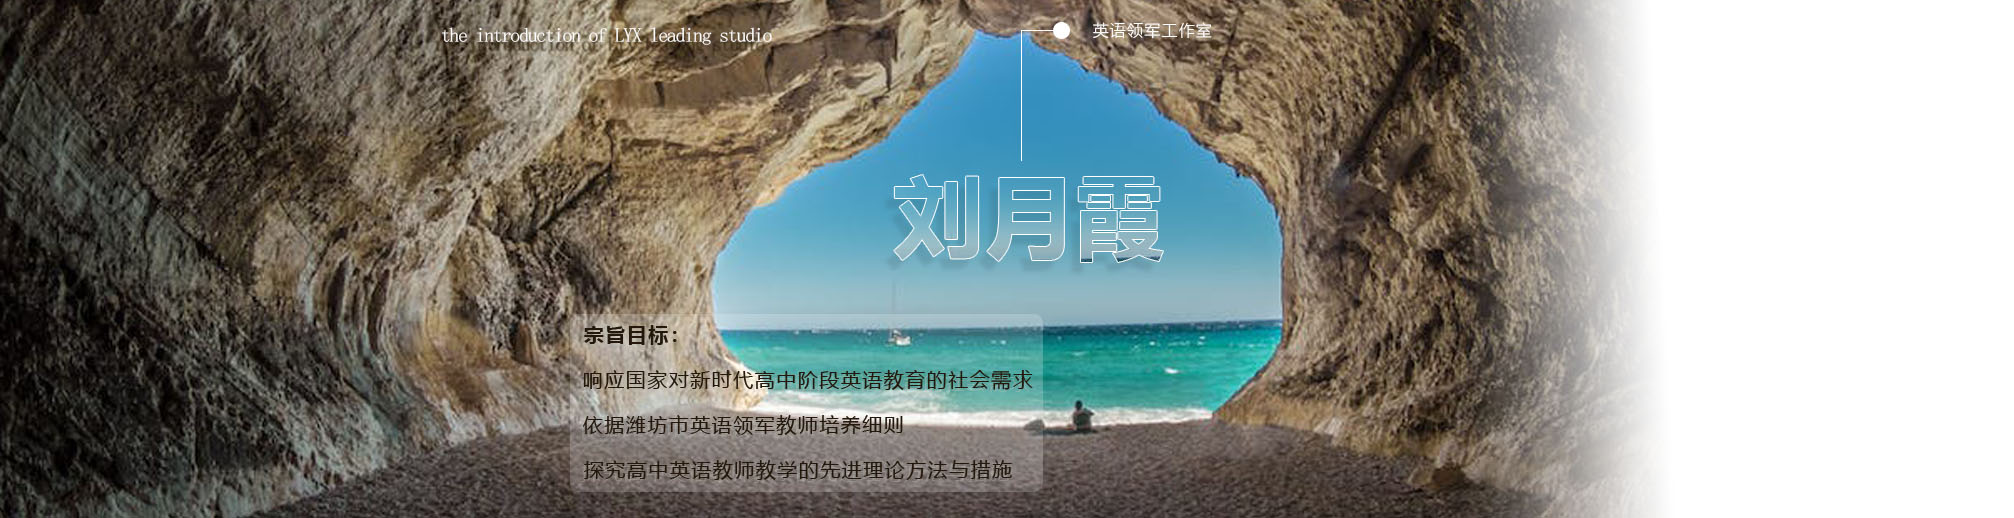 the introduction of LYX leading studio
英语领军工作室
刘月霞
宗旨目标：
响应国家对新时代高中阶段英语教育的社会需求
依据潍坊市英语领军教师培养细则
探究高中英语教师教学的先进理论方法与措施